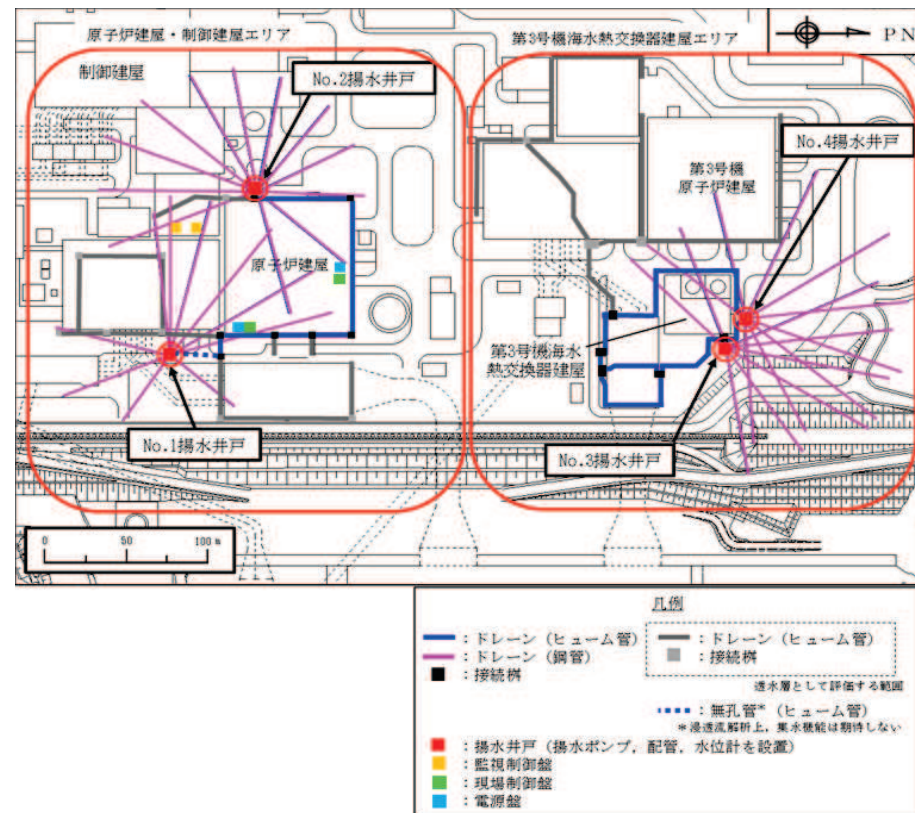 原子炉建屋・制御建屋エリア
第3号機海水熱交換器建屋エリア
PN
制御建屋
No.2揚水井戸
No.4揚水井戸
第3号機
原子炉建屋
原子炉建屋
第3号機海水
熱交換器建屋
No.1揚水井戸
No.3揚水井戸
0 50 100 m
凡例
:ドレーン(ヒューム管)
:ドレーン(鋼管)
:接続桝
:ドレーン(ヒューム管)
:接続桝
透水層として評価する範囲
:無孔管*(ヒューム管)
*浸透流解析上,集水機能は期待しない
:揚水井戸(揚水ポンプ,配管,水位計を設置)
:監視制御盤
:現場制御盤
:電源盤